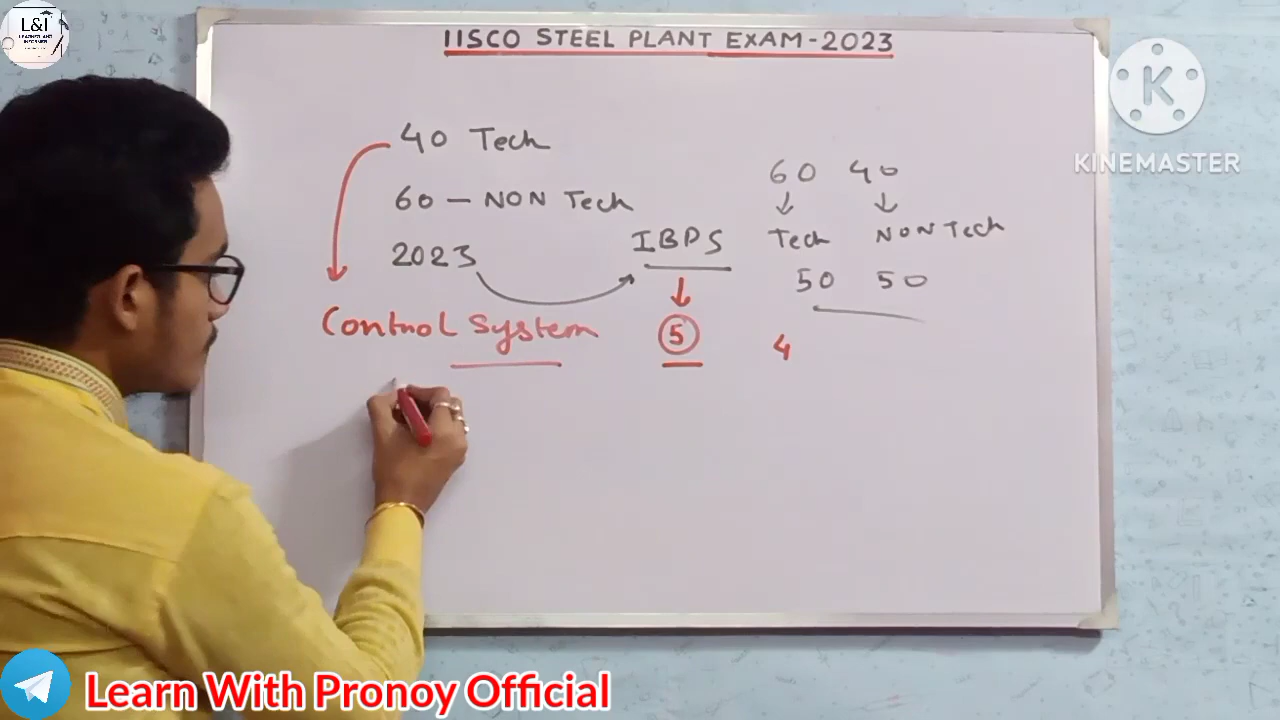 L&I
IISCO STEEL PLANT EXAM-2023
KINEMASTER
40 Tech
60 40
60 — NON Tech
IBPS
Tech NON Tech
2023
50 50
Control System
5
4
Learn With Pronoy Official